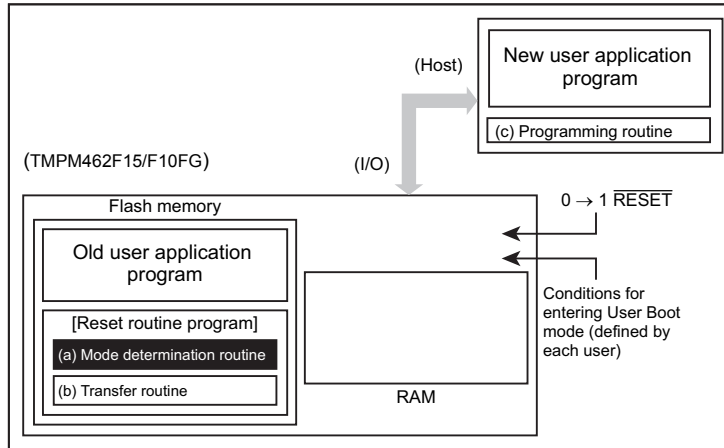 New user application
program
(Host)
(c) Programming routine
(TMPM462F15/F10FG)
(I/O)
Flash memory
0 → 1 RESET
Old user application
program
Conditions for
entering User Boot
mode (defined by
each user)
[Reset routine program]
(a) Mode determination routine
(b) Transfer routine
RAM